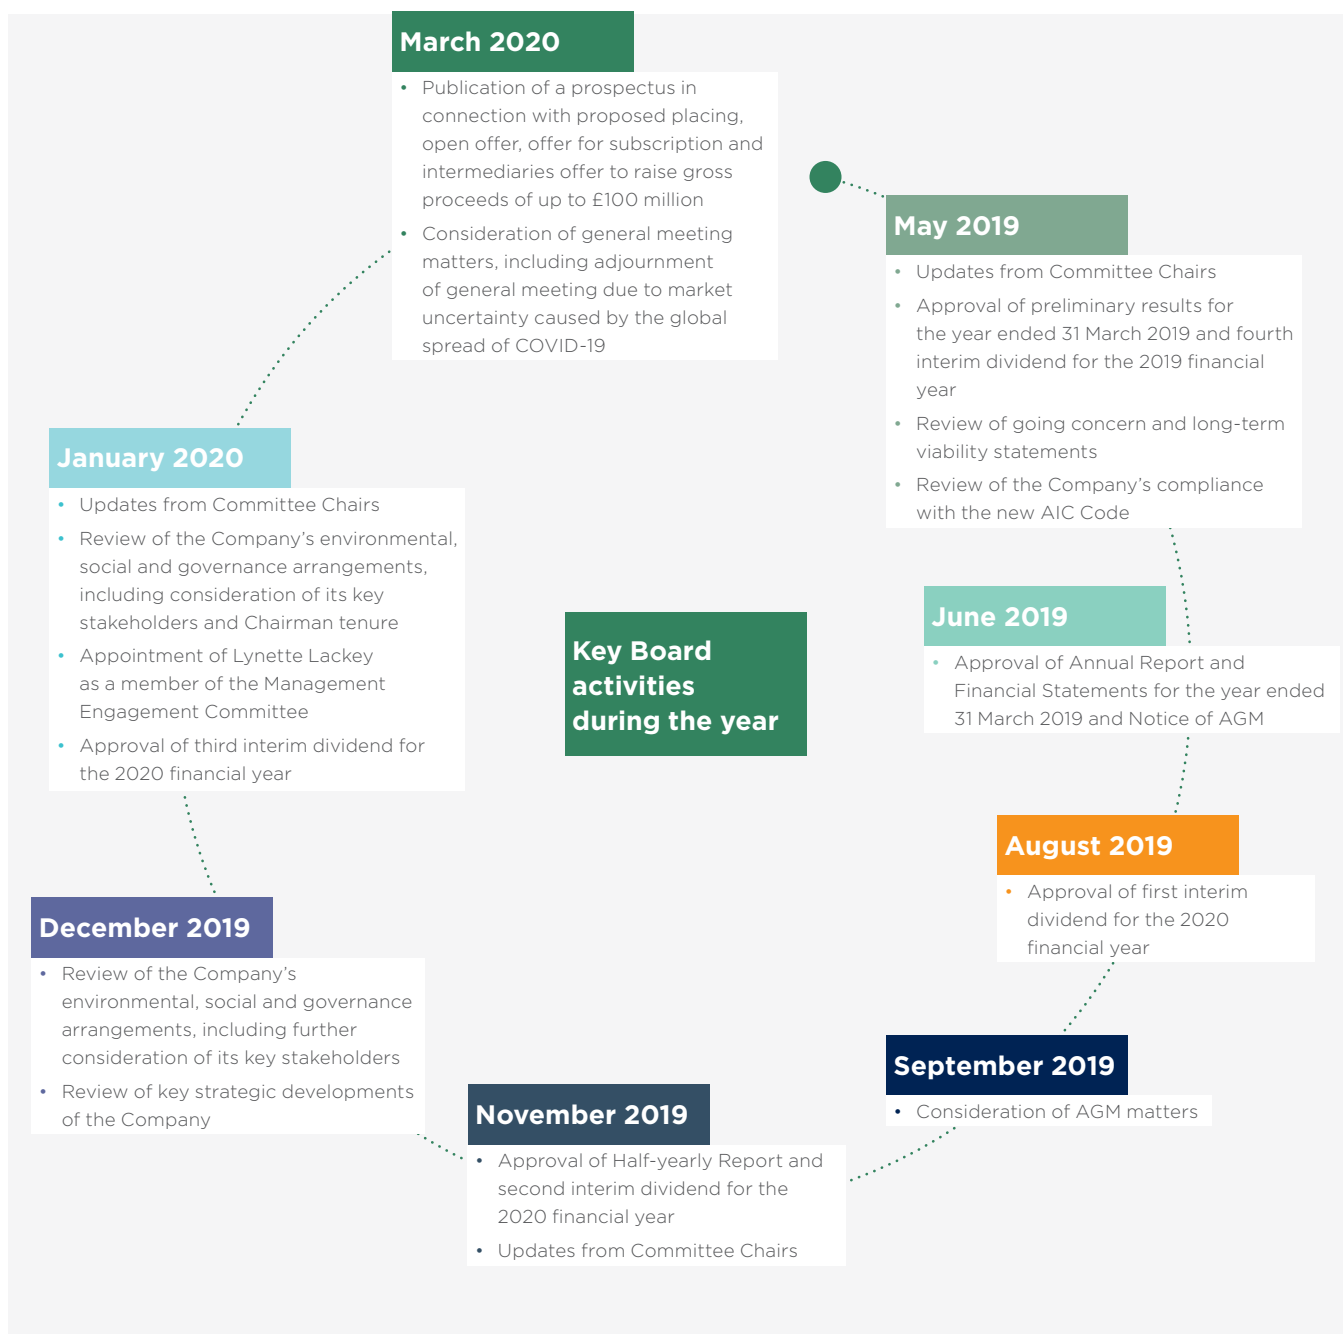 Key Board
activities
during the year
May 2019
• Updates from Committee Chairs
• Approval of preliminary results for
the year ended 31 March 2019 and fourth
interim dividend for the 2019 financial
year
• Review of going concern and long-term
viability statements
• Review of the Company’s compliance
with the new AIC Code
June 2019
• Approval of Annual Report and
Financial Statements for the year ended
31 March 2019 and Notice of AGM
August 2019
• Approval of first interim
dividend for the 2020
financial year
September 2019
• Consideration of AGM matters
November 2019
• Approval of Half-yearly Report and
second interim dividend for the
2020 financial year
• Updates from Committee Chairs
December 2019
• Review of the Company’s
environmental, social and governance
arrangements, including further
consideration of its key stakeholders
• Review of key strategic developments
of the Company
January 2020
• Updates from Committee Chairs
• Review of the Company’s environmental,
social and governance arrangements,
including consideration of its key
stakeholders and Chairman tenure
• Appointment of Lynette Lackey
as a member of the Management
Engagement Committee
• Approval of third interim dividend for
the 2020 financial year
March 2020
• Publication of a prospectus in
connection with proposed placing,
open offer, offer for subscription and
intermediaries offer to raise gross
proceeds of up to £100 million
• Consideration of general meeting
matters, including adjournment
of general meeting due to market
uncertainty caused by the global
spread of COVID-19